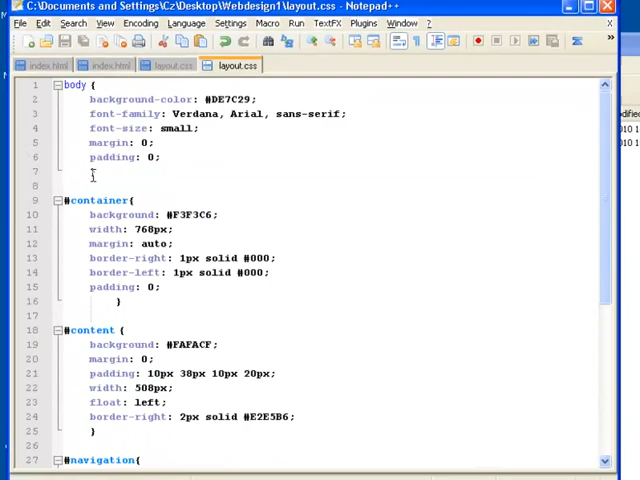 C:\Documents and Settings\Cz\Desktop\Webdesign1\layout.css - Notepad++
File Edit Search View Encoding Language Settings Macro Run TextFX Plugins Window ? X
index.html index.html layout.css layout.css
1 body {
2 background-color: #DE7C29;
3 font-family: Verdana, Arial, sans-serif;
4 font-size: small;
5 margin: 0;
6 padding: 0;
7 }
8
9 #container{
10 background: #F3F3C6;
11 width: 768px;
12 margin: auto;
13 border-right: 1px solid #000;
14 border-left: 1px solid #000;
15 padding: 0;
16 }
17
18 #content {
19 background: #FAFACF;
20 margin: 0;
21 padding: 10px 38px 10px 20px;
22 width: 508px;
23 float: left;
24 border-right: 2px solid #E2E5B6;
25 }
26
27 #navigation{